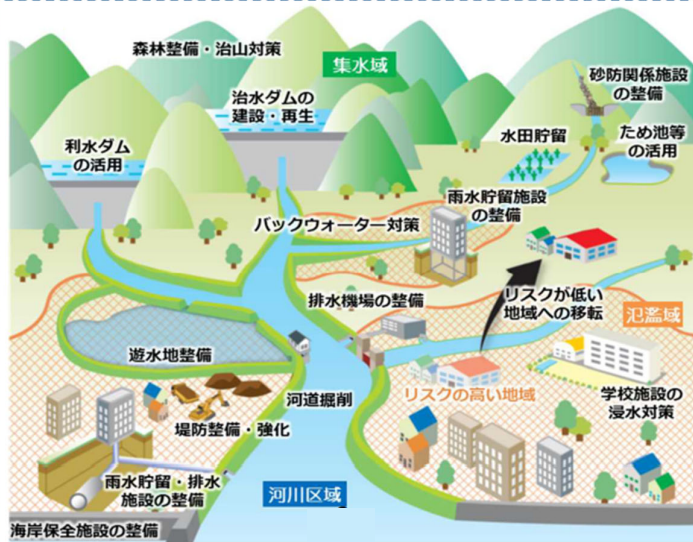 森林整備・治山対策
集水域
砂防関係施設
の整備
治水ダムの
建設・再生
水田貯留
ため池等
の活用
利水ダム
の活用
雨水貯留施設
の整備
バックウォーター対策
排水機場の整備
リスクが低い
地域への移転
氾濫域
遊水地整備
リスクの高い地域
学校施設の
浸水対策
河道掘削
堤防整備・強化
雨水貯留・排水
施設の整備
河川区域
海岸保全施設の整備